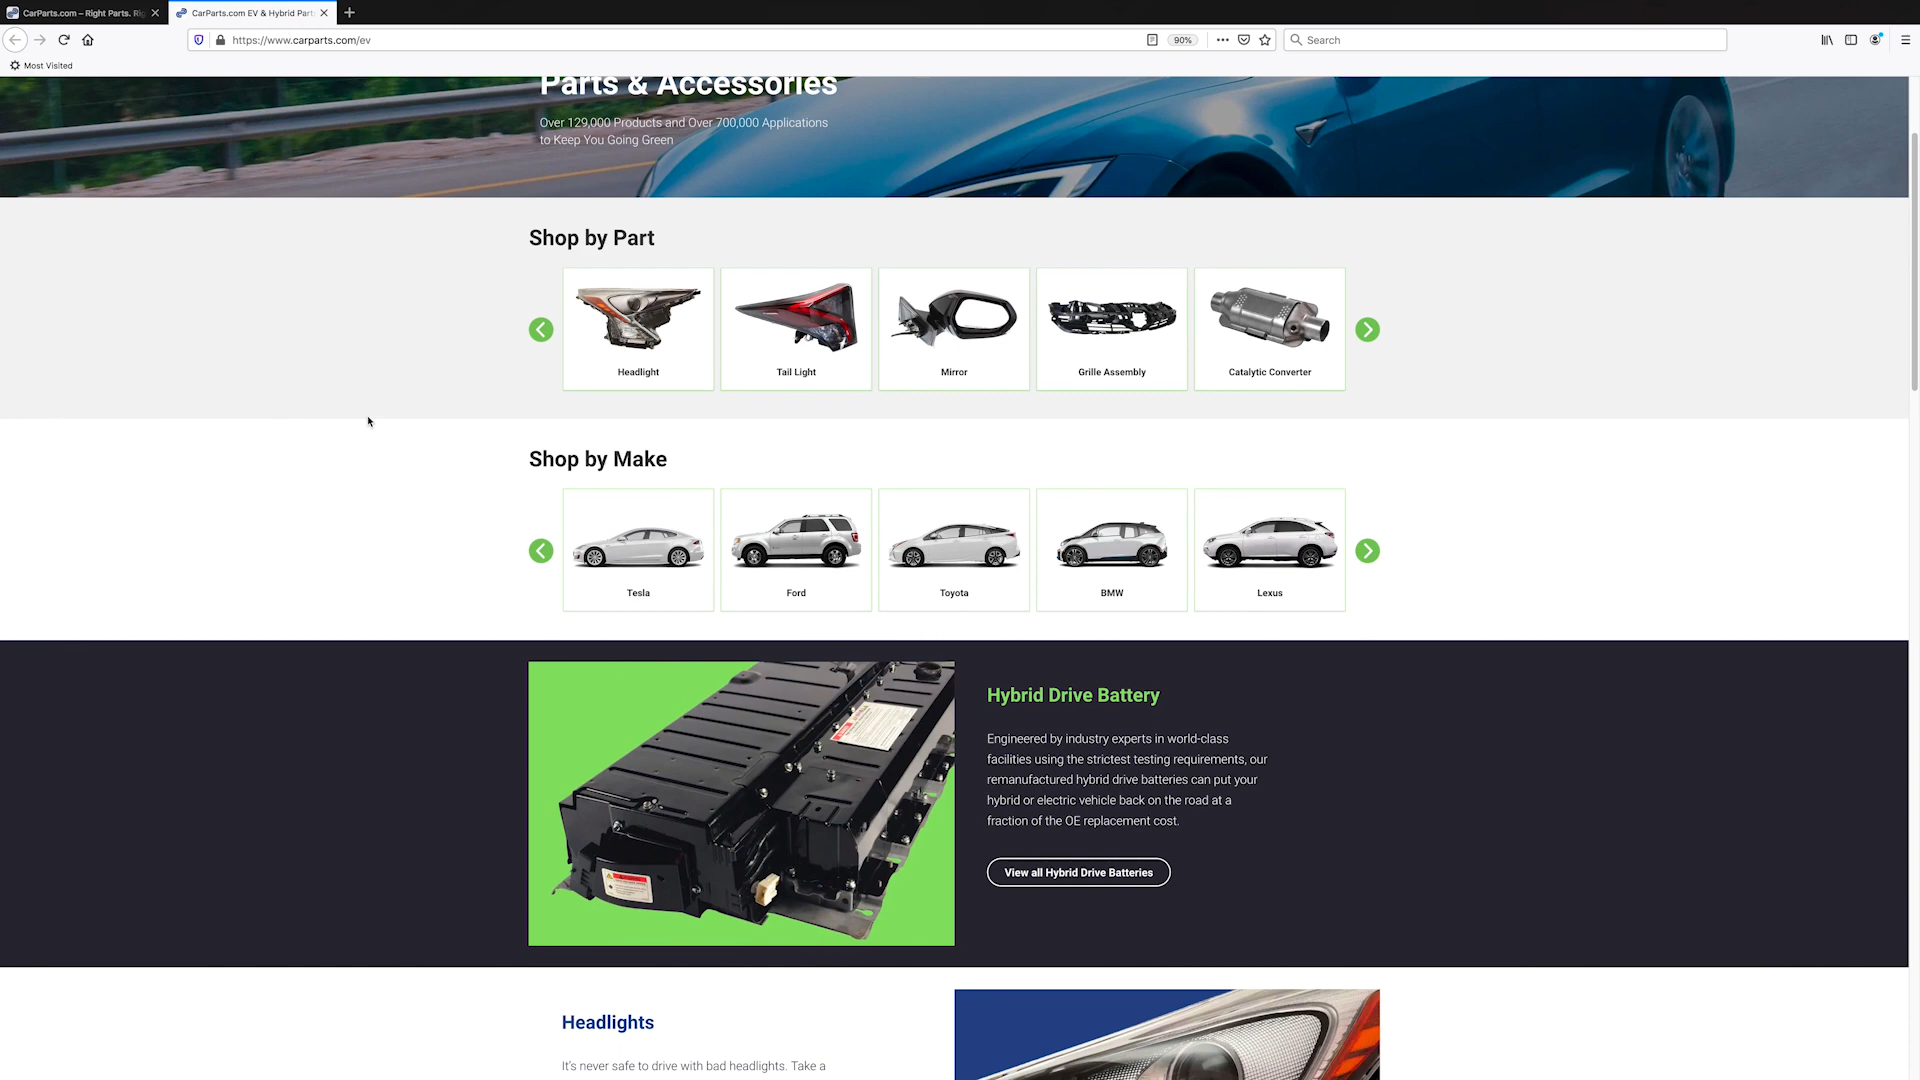 CarParts.com – Right Parts. Ri
CarParts.com EV & Hybrid Part
https://www.carparts.com/ev
90%
Search
Most Visited
Parts & Accessories
Over 129,000 Products and Over 700,000 Applications
to Keep You Going Green
Shop by Part
Headlight
Tail Light
Mirror
Grille Assembly
Catalytic Converter
Shop by Make
Tesla
Ford
Toyota
BMW
Lexus
Hybrid Drive Battery
Engineered by industry experts in world-class
facilities using the strictest testing requirements, our
remanufactured hybrid drive batteries can put your
hybrid or electric vehicle back on the road at a
fraction of the OE replacement cost.
View all Hybrid Drive Batteries
Headlights
It's never safe to drive with bad headlights. Take a